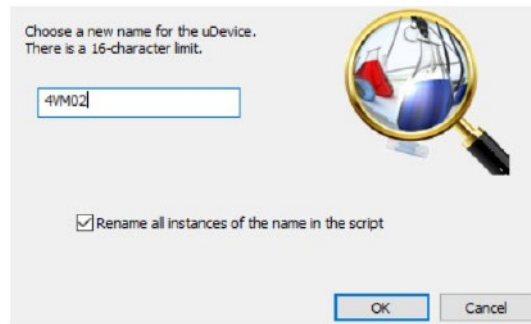 Choose a new name for the uDevice.
There is a 16-character limit.
4VM02
Rename all instances of the name in the script
OK
Cancel